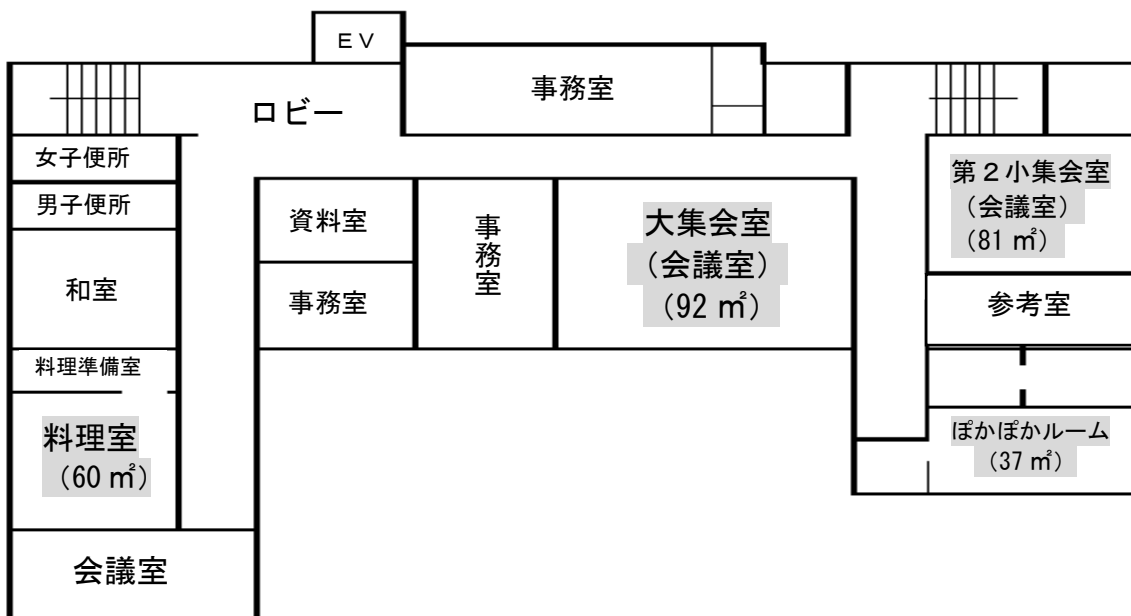 ＥＶ
事務室
ロビー
女子便所
男子便所
和室
料理準備室
料理室
（60 ㎡）
会議室
資料室
事務室
事務室
大集会室
（会議室）
（92 ㎡）
第２小集会室
（会議室）
（81 ㎡）
参考室
ぽかぽかルーム
（37 ㎡）